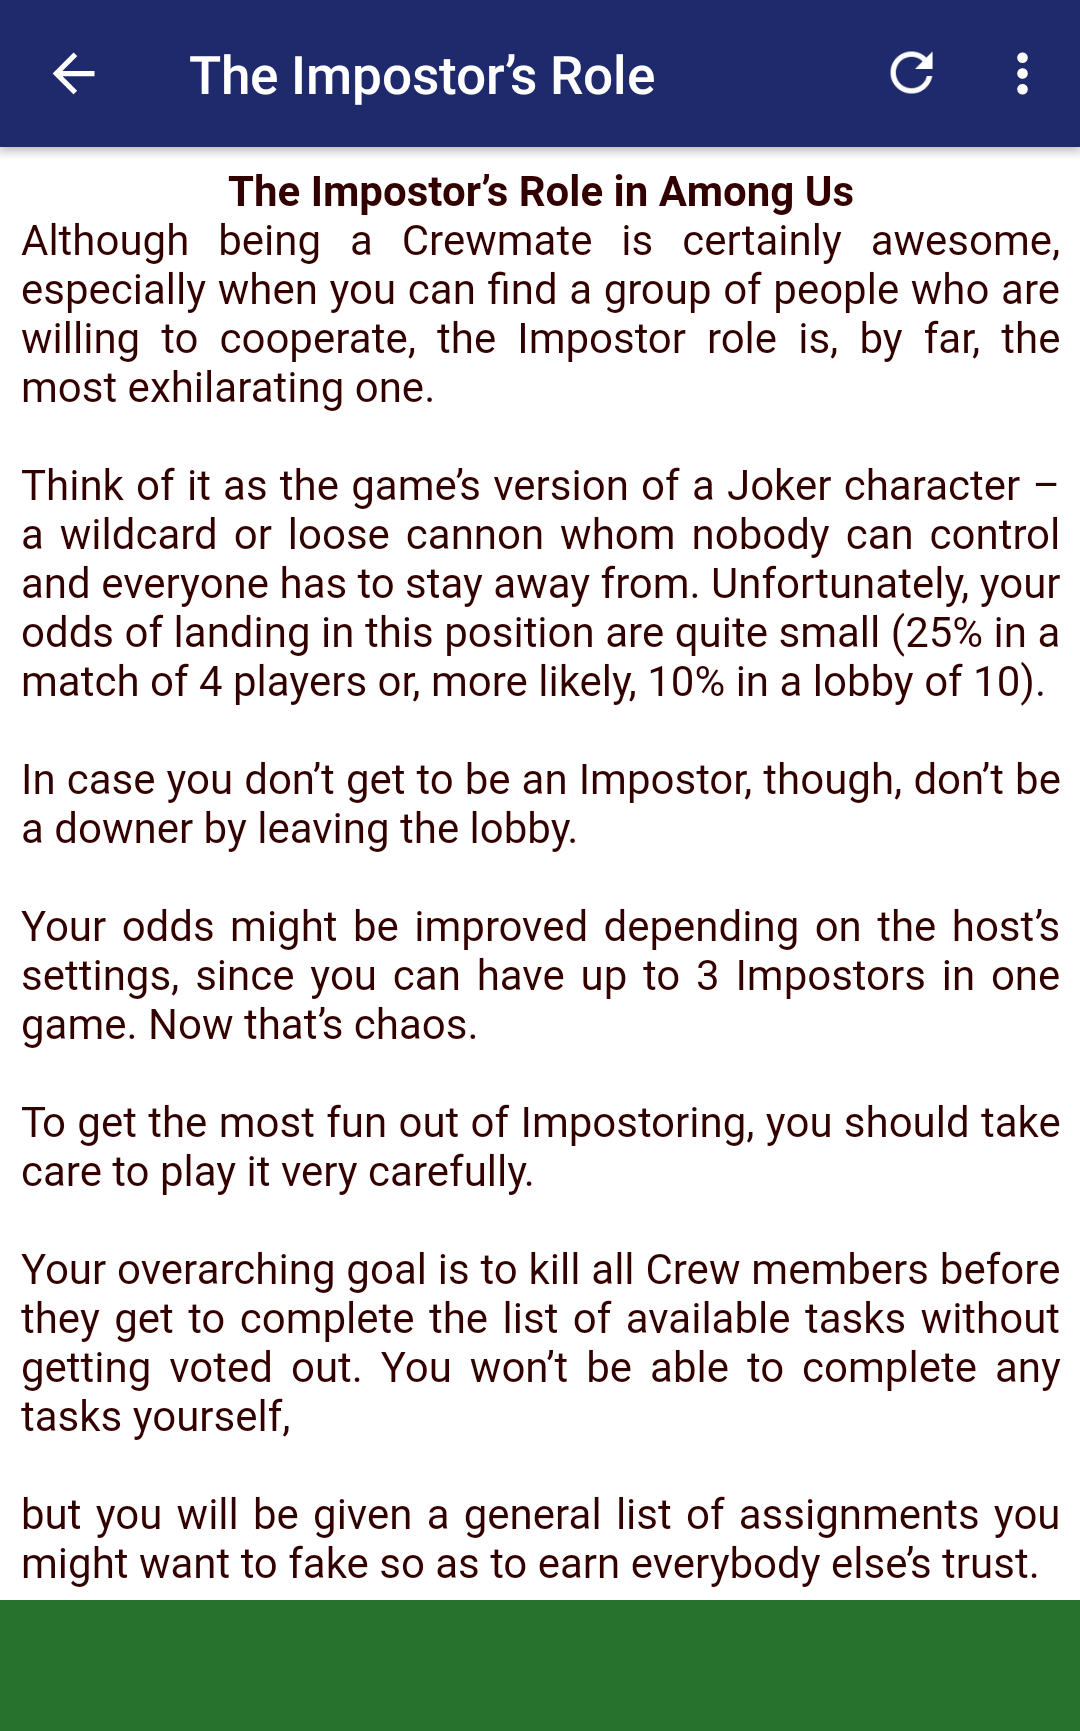 The Impostor’s Role
The Impostor’s Role in Among Us
Although being a Crewmate is certainly awesome,
especially when you can find a group of people who are
willing to cooperate, the Impostor role is, by far, the
most exhilarating one.
Think of it as the game’s version of a Joker character –
a wildcard or loose cannon whom nobody can control
and everyone has to stay away from. Unfortunately, your
odds of landing in this position are quite small (25% in a
match of 4 players or, more likely, 10% in a lobby of 10).
In case you don’t get to be an Impostor, though, don’t be
a downer by leaving the lobby.
Your odds might be improved depending on the host’s
settings, since you can have up to 3 Impostors in one
game. Now that’s chaos.
To get the most fun out of Impostoring, you should take
care to play it very carefully.
Your overarching goal is to kill all Crew members before
they get to complete the list of available tasks without
getting voted out. You won’t be able to complete any
tasks yourself,
but you will be given a general list of assignments you
might want to fake so as to earn everybody else’s trust.